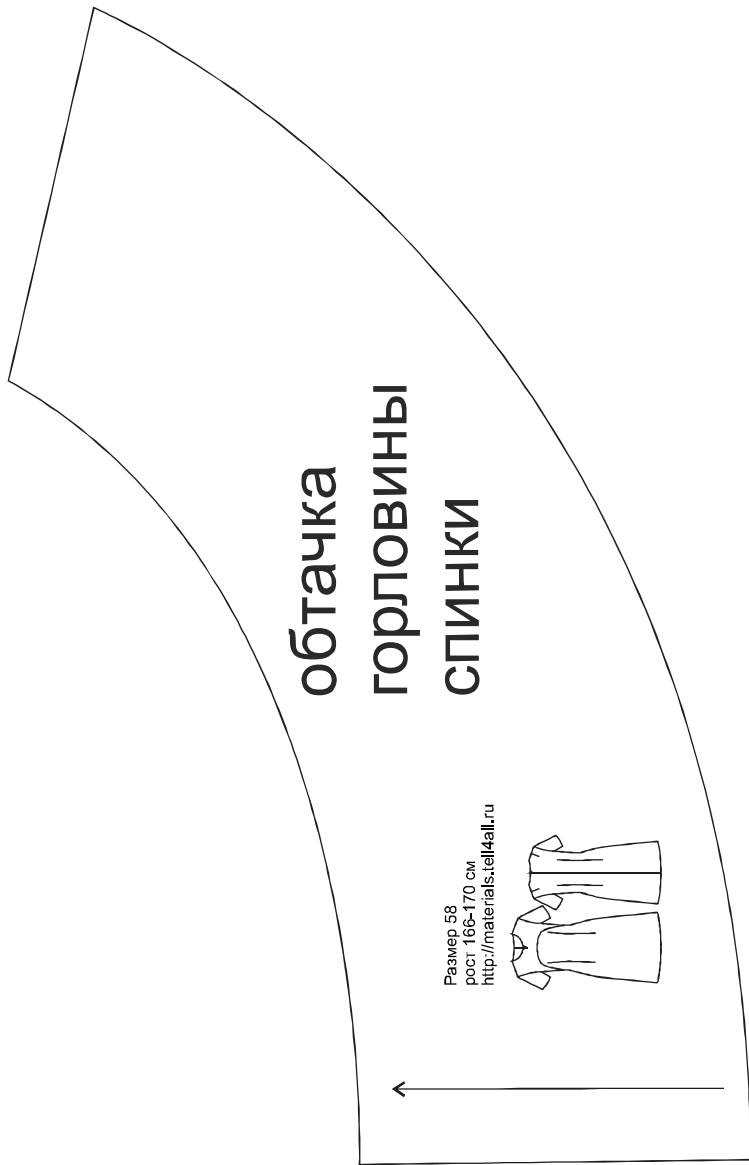 обтачка
горловины
спинки
Размер 58
рост 166-170 см
http://materials.tell4all.ru